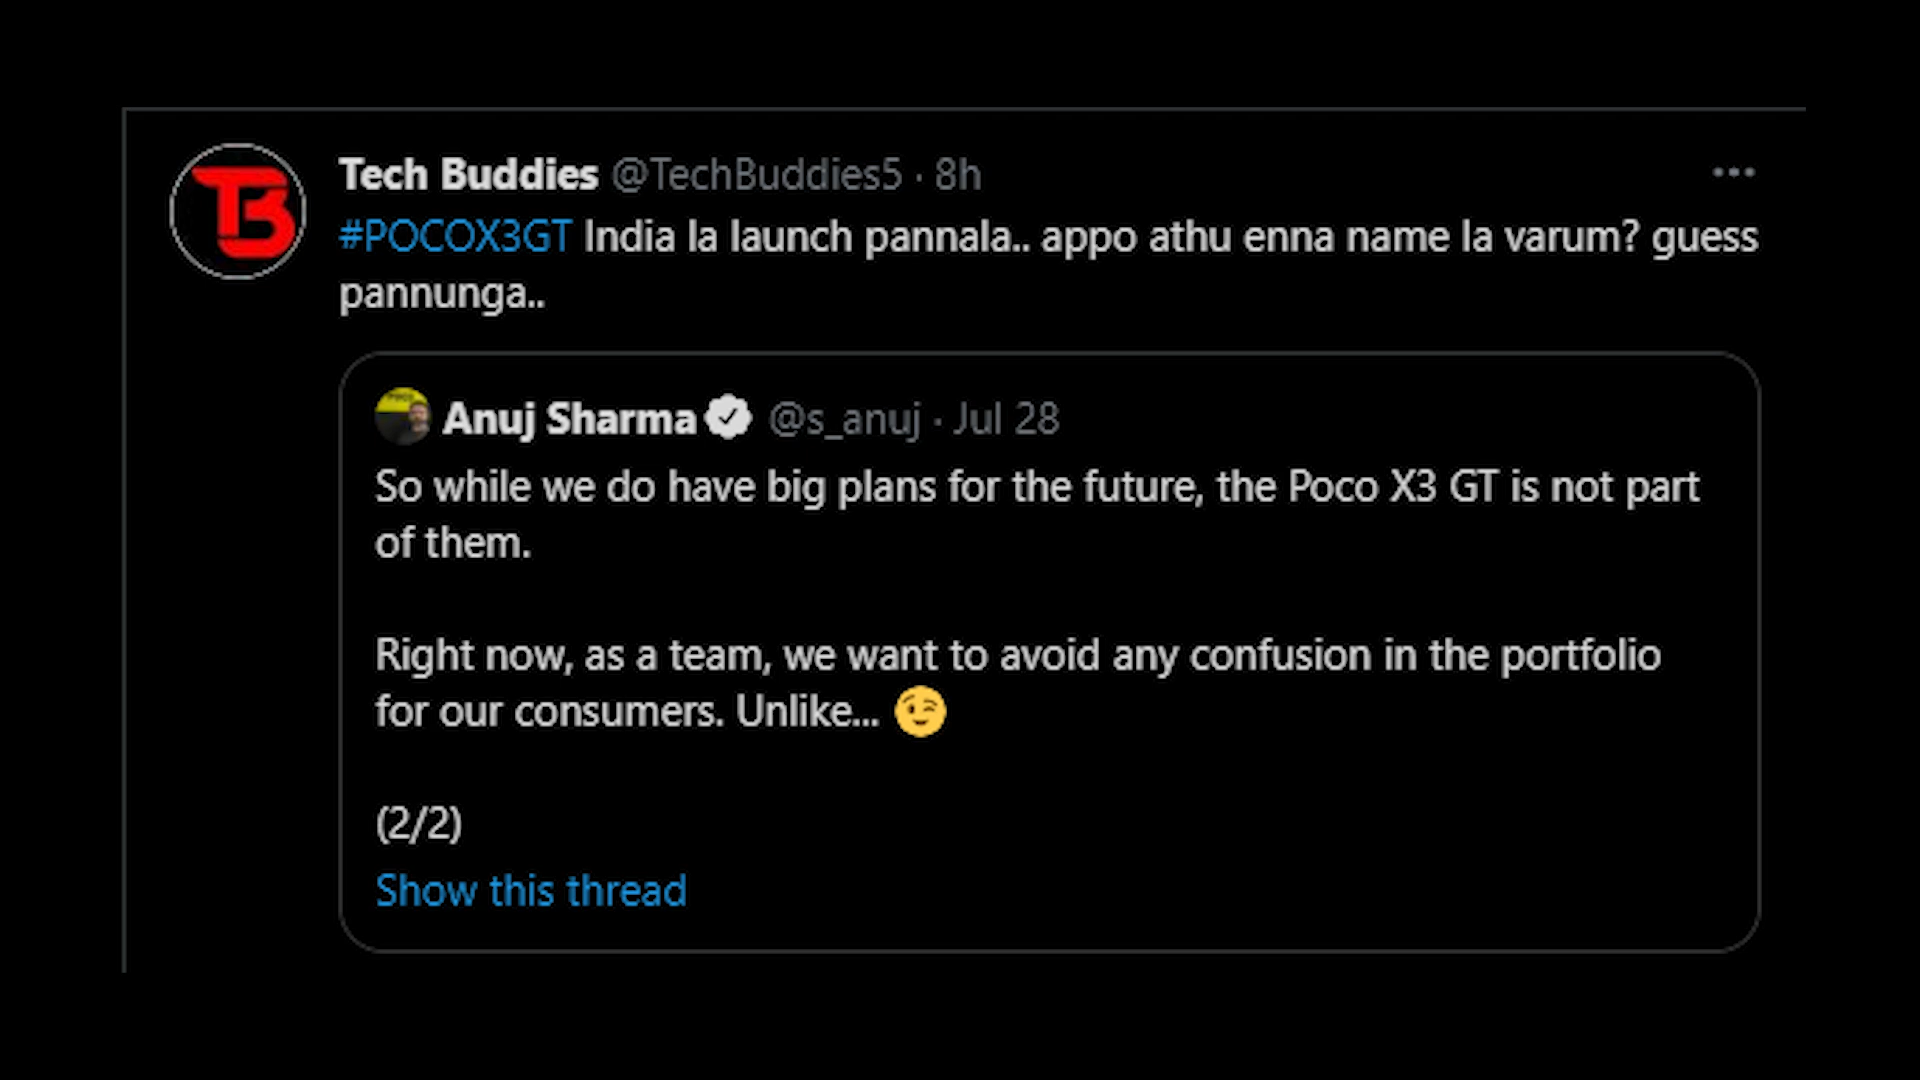 Tech Buddies @TechBuddies5 · 8h
#POCOX3GT India la launch pannala.. appo athu enna name la varum? guess
pannunga..
Anuj Sharma @s_anuj · Jul 28
So while we do have big plans for the future, the Poco X3 GT is not part
of them.
Right now, as a team, we want to avoid any confusion in the portfolio
for our consumers. Unlike... 😉
(2/2)
Show this thread